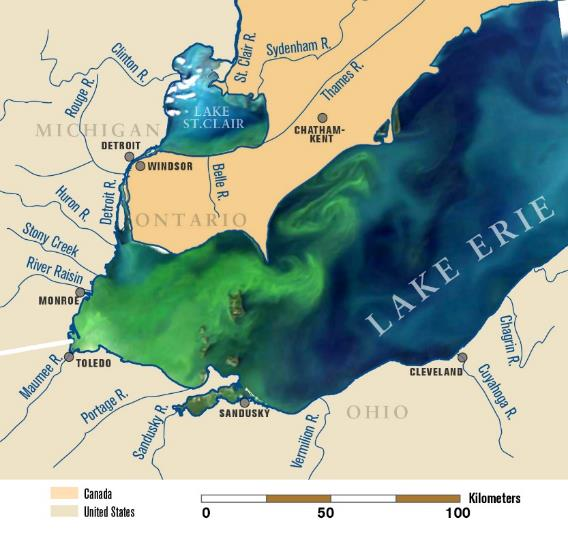 Clinton R.
St. Clair R.
Sydenham R.
Rouge R.
Thames R.
LAKE
ST. CLAIR
MICHIGAN
CHATHAM-
KENT
DETROIT
WINDSOR
Belle R.
Huron R.
Detroit R.
ONTARIO
Stony Creek
River Raisin
MONROE
LAKE ERIE
Maumee R.
TOLEDO
Portage R.
Sandusky R.
SANDUSKY
Vermilion R.
OHIO
CLEVELAND
Chagrin R.
Cuyahoga R.
Canada
United States
Kilometers
0 50 100